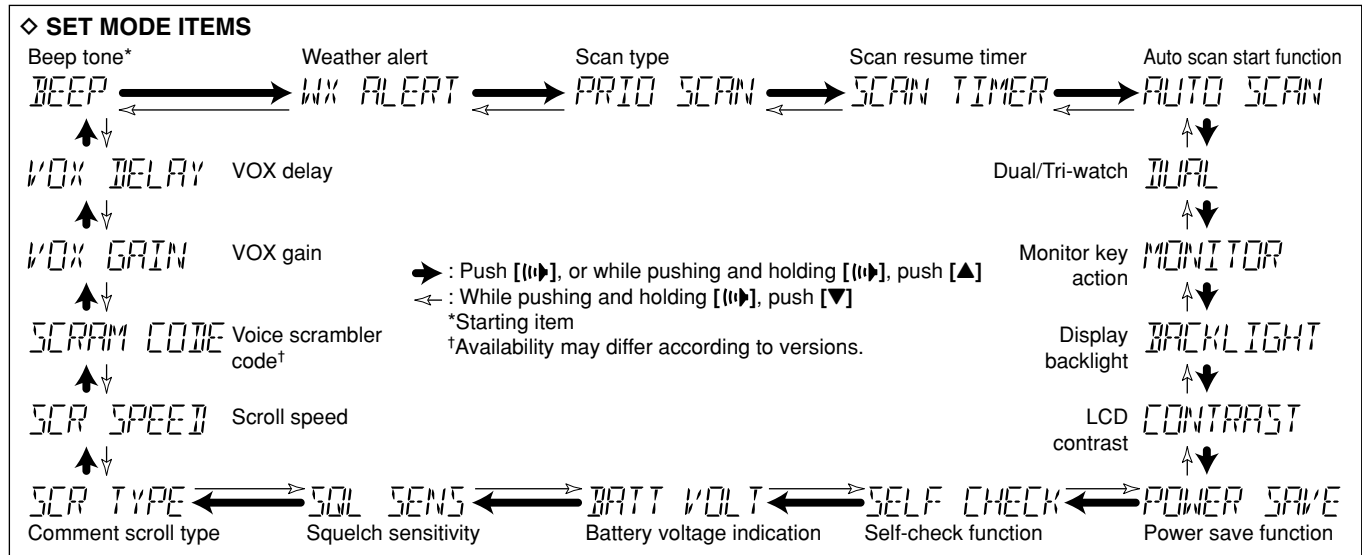 ◇ SET MODE ITEMS
Beep tone* Weather alert Scan type Scan resume timer Auto scan start function
BEEP WX ALERT PRIO SCAN SCAN TIMER AUTO SCAN
VOX DELAY VOX delay
Dual/Tri-watch DUAL
VOX GAIN VOX gain
Monitor key action MONITOR
➡ : Push [((ı))], or while pushing and holding [((ı))], push [▲]
⇦ : While pushing and holding [((ı))], push [▼]
*Starting item
†Availability may differ according to versions.
SCRAM CODE Voice scrambler
code†
Display
backlight BACKLIGHT
SCR SPEED Scroll speed
LCD
contrast CONTRAST
SCR TYPE SQL SENS BATT VOLT SELF CHECK POWER SAVE
Comment scroll type Squelch sensitivity Battery voltage indication Self-check function Power save function